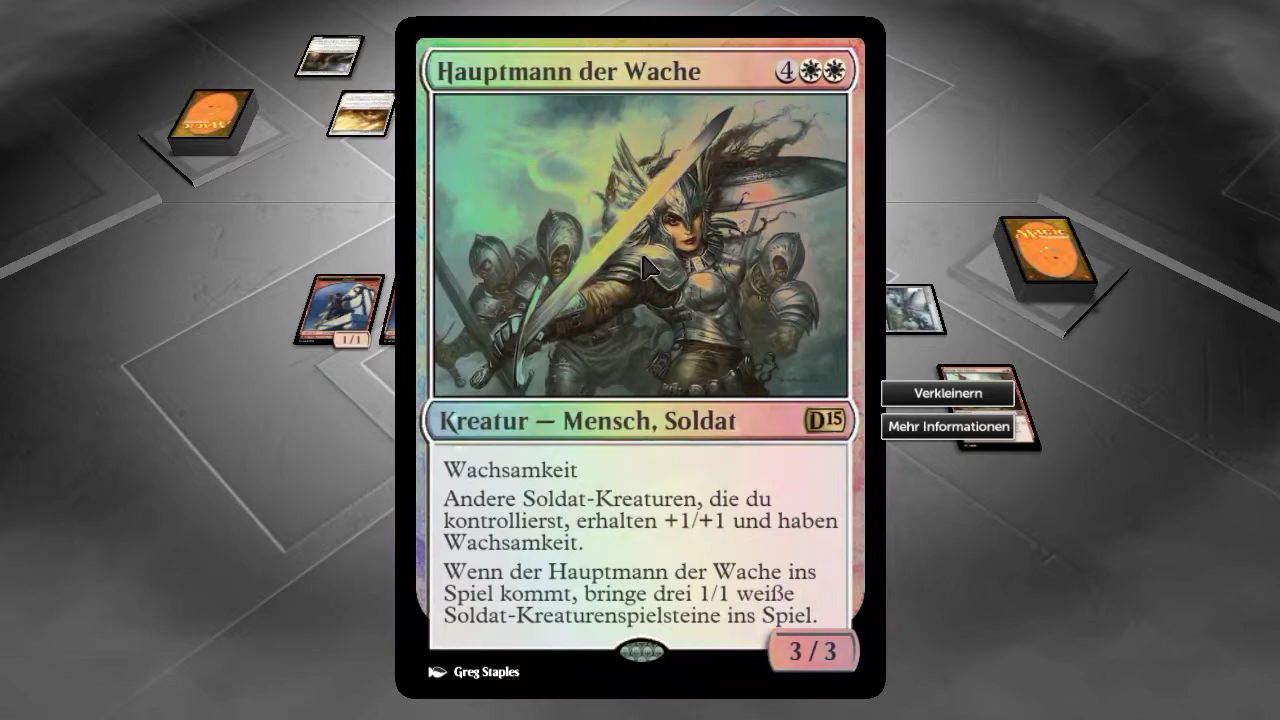 Hauptmann der Wache
4
Kreatur — Mensch, Soldat
D15
Wachsamkeit
Andere Soldat-Kreaturen, die du
kontrollierst, erhalten +1/+1 und haben
Wachsamkeit.
Wenn der Hauptmann der Wache ins
Spiel kommt, bringe drei 1/1 weiße
Soldat-Kreaturenspielsteine ins Spiel.
3 / 3
Greg Staples
1/1
Magic
Verkleinern
Mehr Informationen